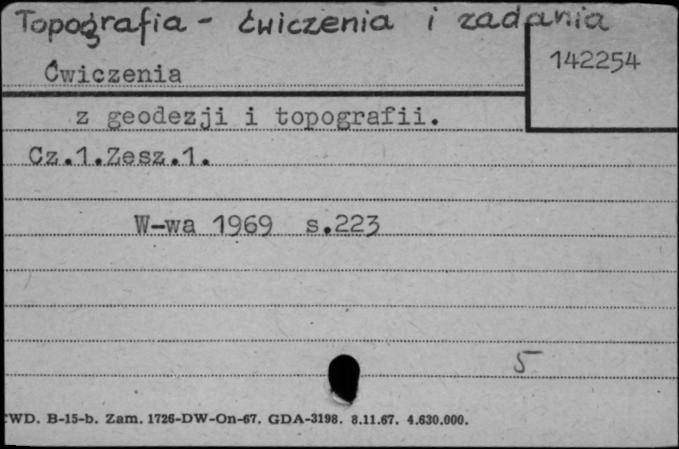 Topografia - ćwiczenia i zadania
142254
Ćwiczenia
z geodezji i topografii.
Cz.1.Zesz.1.
W-wa 1969 s.223
5
WD. B-15-b. Zam. 1726-DW-On-67. GDA-3198. 8.11.67. 4.630.000.